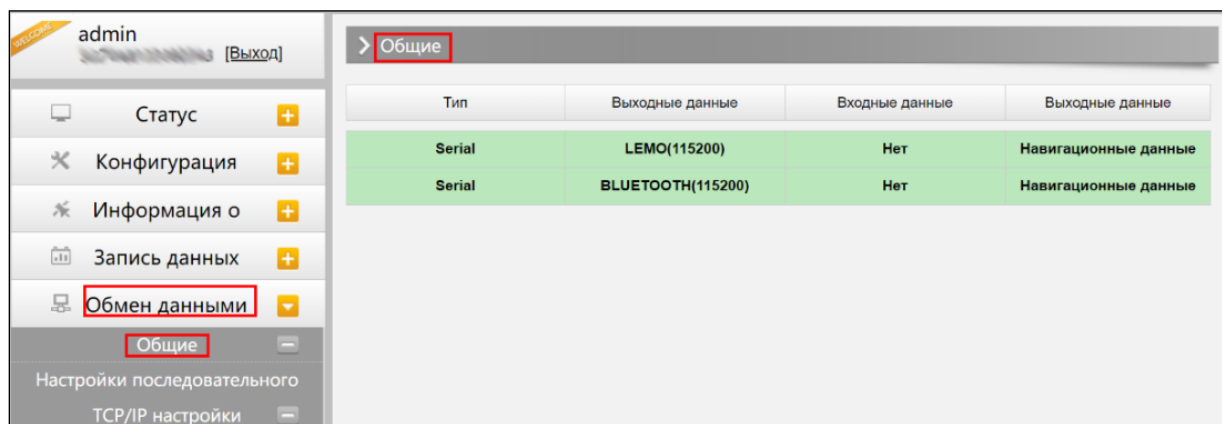 WELCOME
admin
[Выход]
Статус
Конфигурация
Информация о
Запись данных
Обмен данными
Общие
Настройки последовательного
TCP/IP настройки
Общие
Тип Выходные данные Входные данные Выходные данные
Serial LEMO(115200) Нет Навигационные данные
Serial BLUETOOTH(115200) Нет Навигационные данные